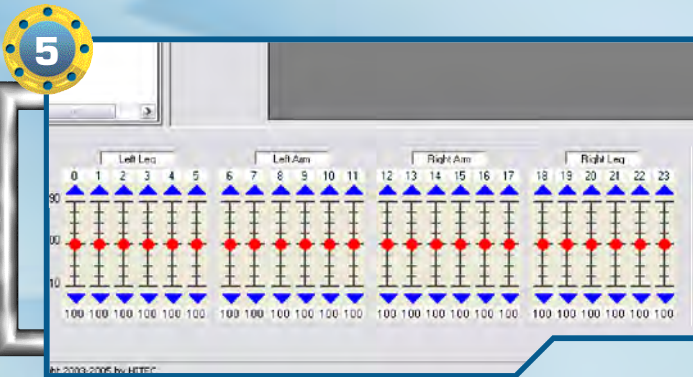 5
Left Leg Left Arm Right Arm Right Leg
0 1 2 3 4 5 6 7 8 9 10 11 12 13 14 15 16 17 18 19 20 21 22 23
90
00
10
100 100 100 100 100 100 100 100 100 100 100 100 100 100 100 100 100 100 100 100 100 100 100 100
ht 2003-2005 by HITEC